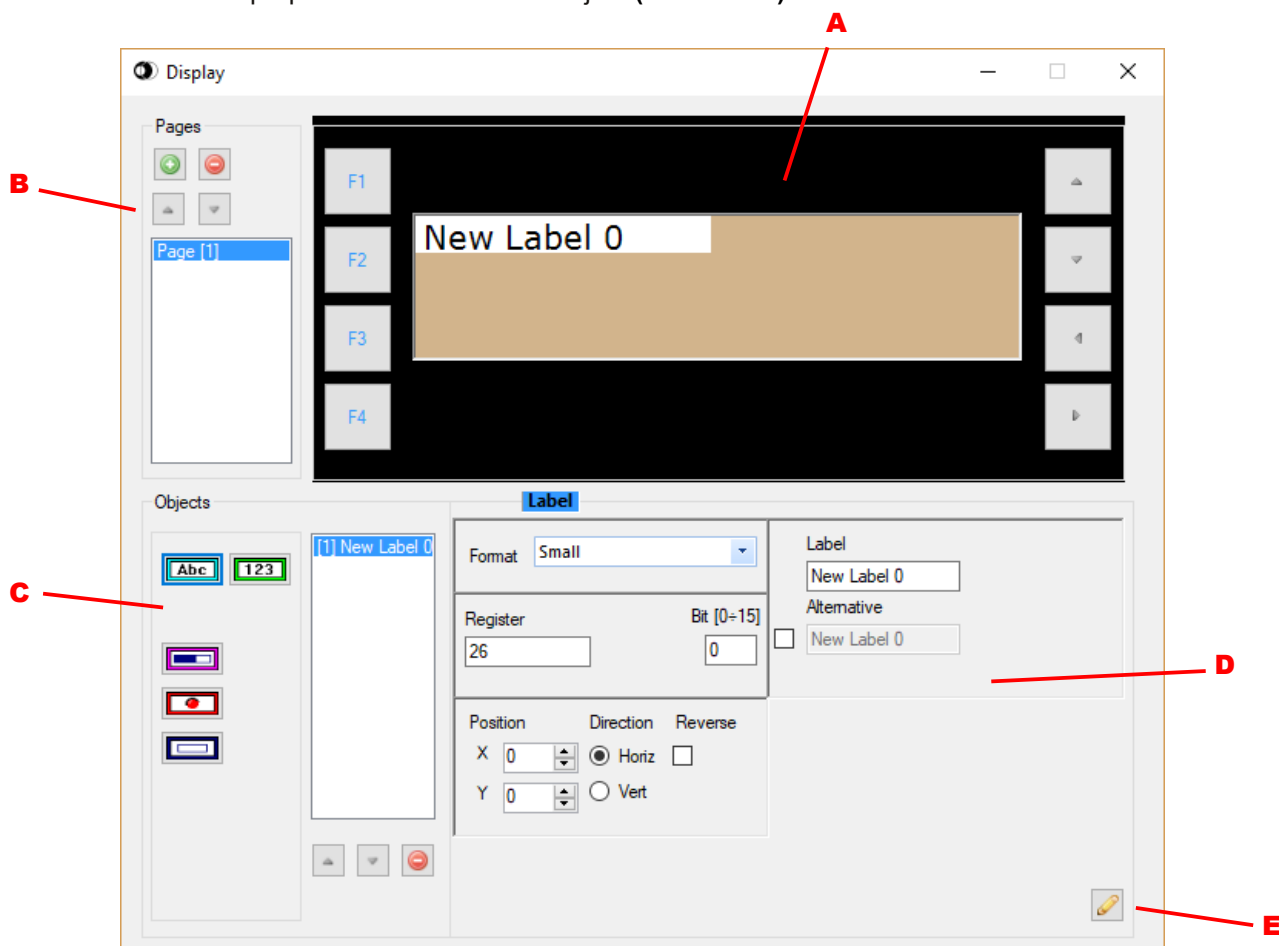 A
Display
Pages
B
F1
New Label 0
Page [1]
F2
F3
F4
Objects
Label
Abc 123
[1] New Label 0
Format Small
Label
New Label 0
C
Register Bit [0÷15]
Alternative
26 0
New Label 0
D
Position Direction Reverse
X 0 Horiz
Y 0 Vert
E